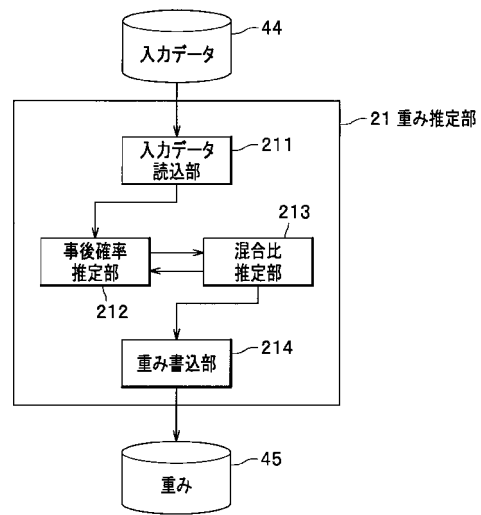 44
入力データ
21 重み推定部
入力データ
読込部
211
213
事後確率
推定部
混合比
推定部
212
重み書込部
214
45
重み